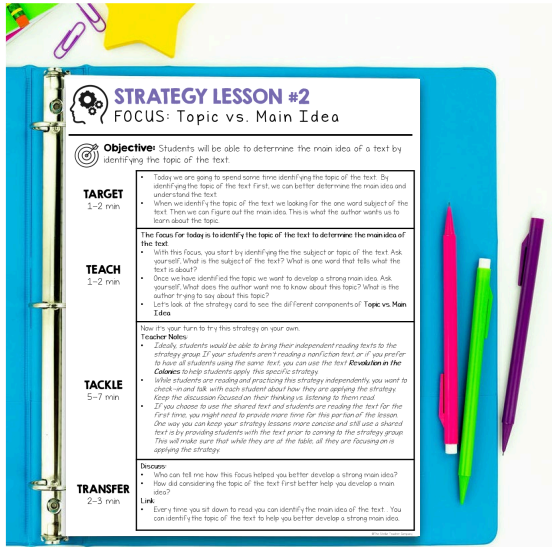 STRATEGY LESSON #2
FOCUS: Topic vs. Main Idea
Objective: Students will be able to determine the main idea of a text by
identifying the topic of the text.
TARGET
1-2 min
• Today we are going to spend some time identifying the topic of the text. By
identifying the topic of the text first, we can better determine the main idea and
understand the text.
• When we identify the topic of the text we looking for the one word subject of the
text. Then we can figure out the main idea. This is what the author wants us to
learn about the topic.
TEACH
1-2 min
The focus for today is to identify the topic of the text to determine the main idea of
the text.
• With this focus, you start by identifying the the subject or topic of the text. Ask
yourself, What is the subject of the text? What is one word that tells what the
text is about?
• Once we have identified the topic we want to develop a strong main idea. Ask
yourself, What does the author want me to know about this topic? What is the
author trying to say about this topic?
• Let's look at the strategy card to see the different components of Topic vs. Main
Idea
TACKLE
5-7 min
Now it's your turn to try this strategy on your own.
Teacher Notes:
• Ideally, students would be able to bring their independent reading texts to the
strategy group. If your students aren't reading a nonfiction text, or if you prefer
to have all students using the same text, you can use the text Revolution in the
Colonies to help students apply this specific strategy.
• While students are reading and practicing this strategy independently, you want to
check-in and talk with each student about how they are applying the strategy.
Keep the discussion focused on their thinking vs. listening to them read.
• If you choose to use the shared text and students are reading the text for the
first time, you might need to provide more time for this portion of the lesson.
One way you can keep your strategy lessons more concise and still use a shared
text is by providing students with the text prior to coming to the strategy group.
This will make sure that while they are at the table, all they are focusing on is
applying the strategy.
TRANSFER
2-3 min
Discuss:
• Who can tell me how this focus helped you better develop a strong main idea?
• How did considering the topic of the text first better help you develop a main
idea?
Link:
• Every time you sit down to read you can identify the main idea of the text. . You
can identify the topic of the text to help you better develop a strong main idea.